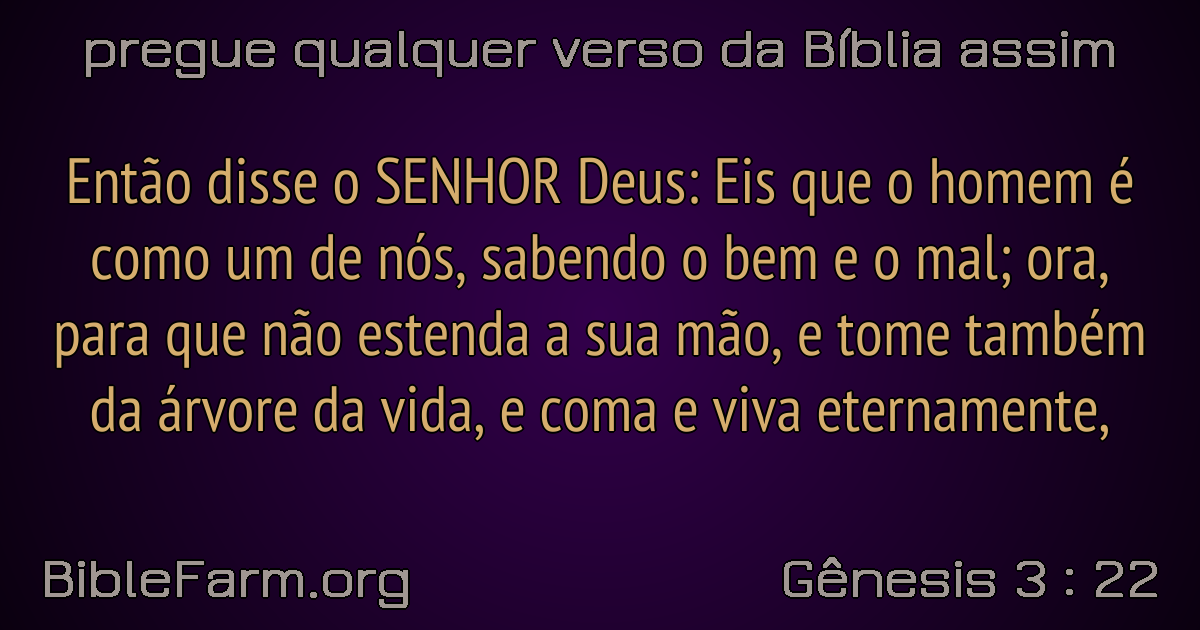 pregue qualquer verso da Bíblia assim
Então disse o SENHOR Deus: Eis que o homem é
como um de nós, sabendo o bem e o mal; ora,
para que não estenda a sua mão, e tome também
da árvore da vida, e coma e viva eternamente,
BibleFarm.org
Gênesis 3 : 22